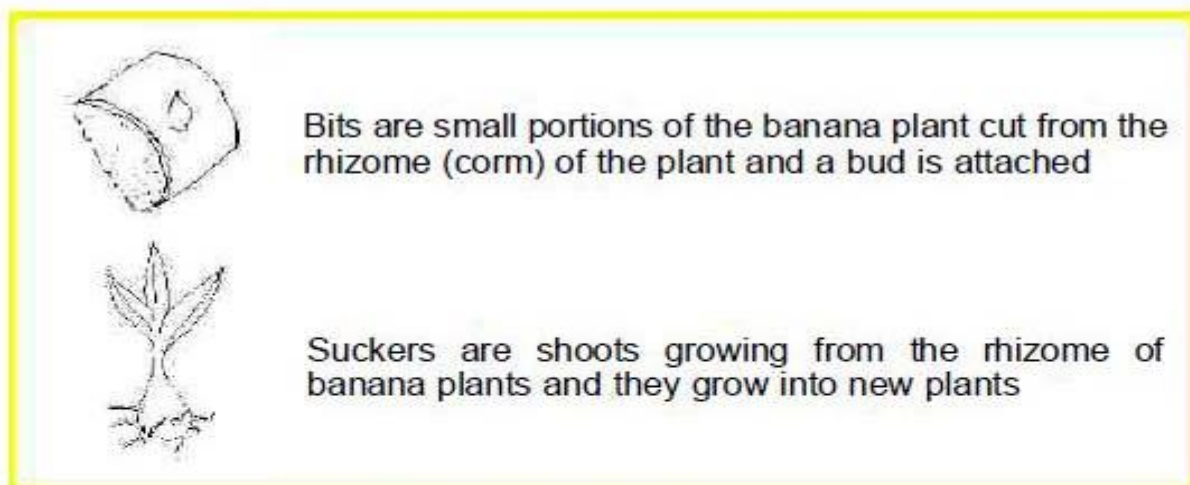 Bits are small portions of the banana plant cut from the
rhizome (corm) of the plant and a bud is attached
Suckers are shoots growing from the rhizome of
banana plants and they grow into new plants